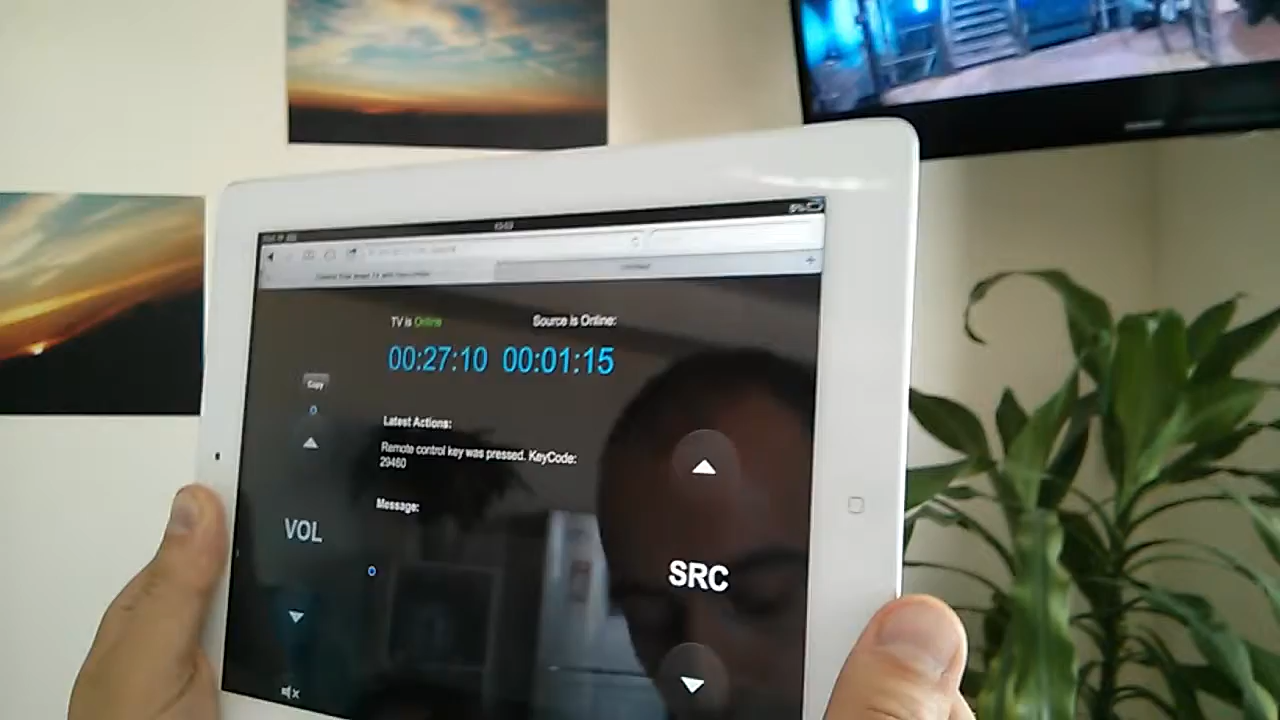 TV is Online
Source is Online:
00:27:10
00:01:15
Copy
0
Latest Actions:
Remote control key was pressed. KeyCode:
29460
Message:
VOL
SRC